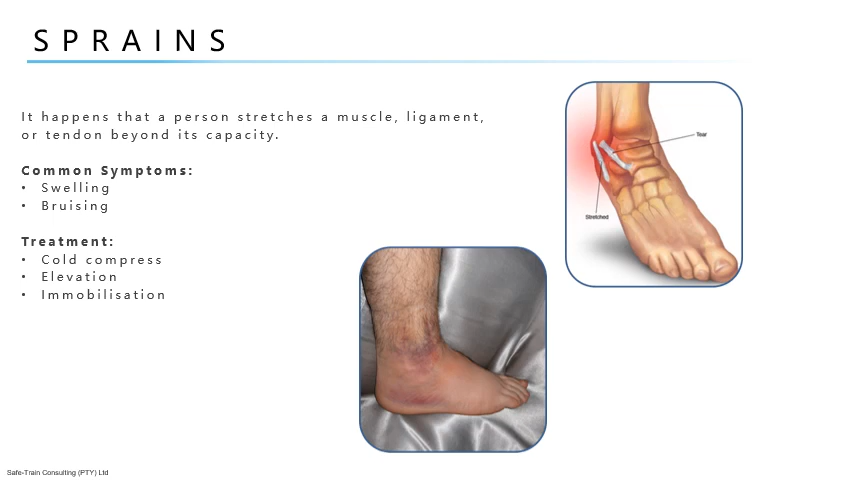 SPRAINS
It happens that a person stretches a muscle, ligament,
or tendon beyond its capacity.
Common Symptoms:
• Swelling
• Bruising
Treatment:
• Cold compress
• Elevation
• Immobilisation
Tear
Stretched
Safe-Train Consulting (PTY) Ltd